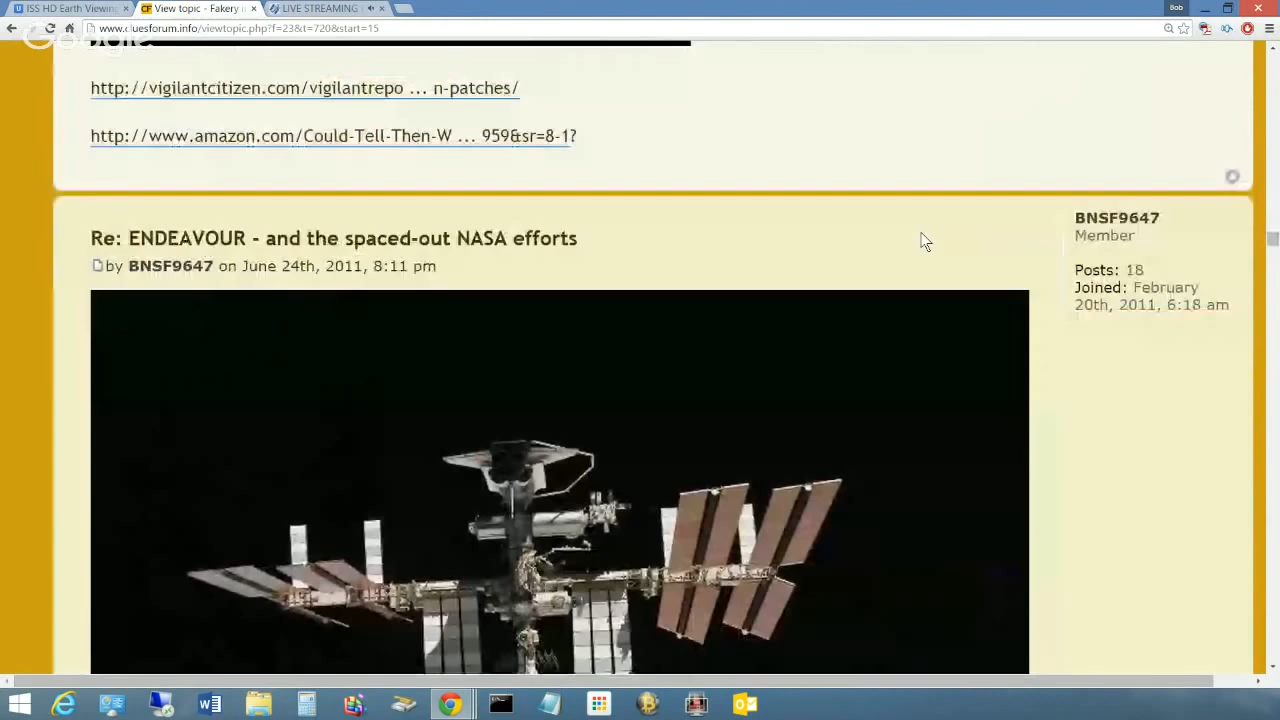 ISS HD Earth Viewing
View topic - Fakery in
LIVE STREAMING
Bob
www.cluesforum.info/viewtopic.php?f=23&t=720&start=15
Google
http://vigilantcitizen.com/vigilantrepo ... n-patches/
http://www.amazon.com/Could-Tell-Then-W ... 959&sr=8-1?
BNSF9647
Member
Re: ENDEAVOUR - and the spaced-out NASA efforts
by BNSF9647 on June 24th, 2011, 8:11 pm
Posts: 18
Joined: February
20th, 2011, 6:18 am